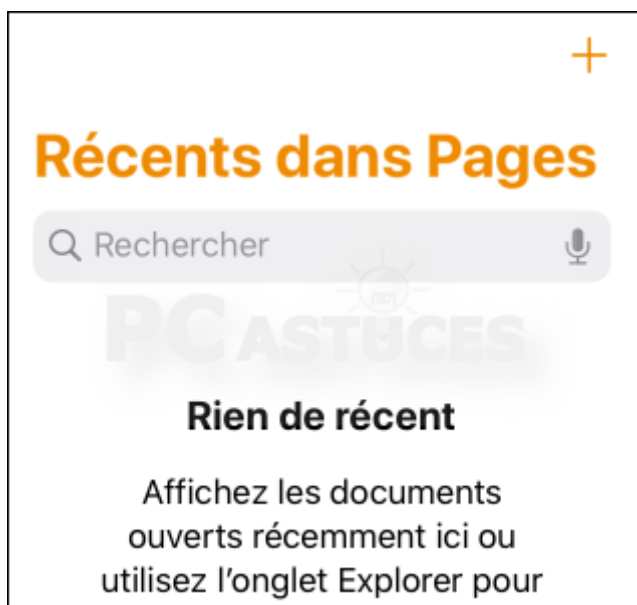 Récents dans Pages
Rechercher
PC ASTUCES
Rien de récent
Affichez les documents
ouverts récemment ici ou
utilisez l’onglet Explorer pour